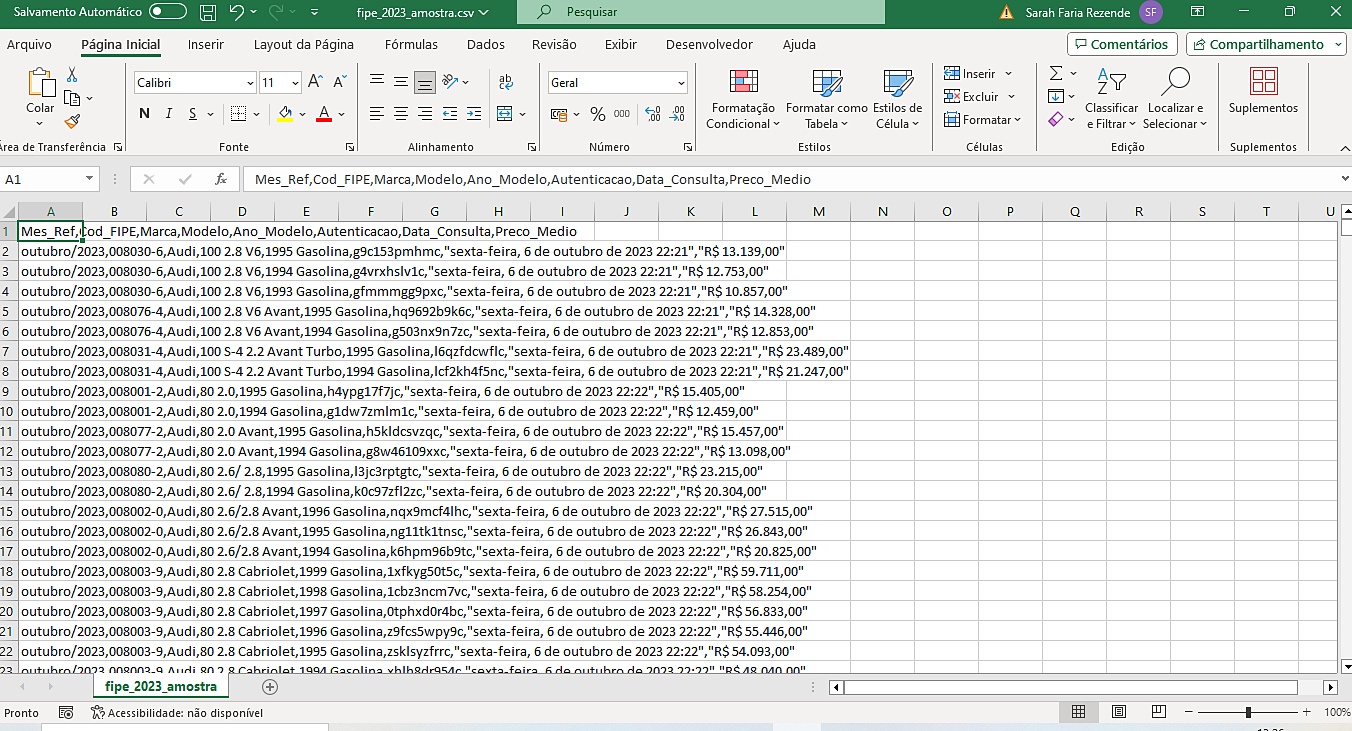 Salvamento Automático fipe_2023_amostra.csv Pesquisar Sarah Faria Rezende SF
Arquivo Página Inicial Inserir Layout da Página Fórmulas Dados Revisão Exibir Desenvolvedor Ajuda Comentários Compartilhamento
Colar Calibri 11 Geral Inserir
N I S ab % 000 Formatação Formatar como Estilos de Excluir Classificar Localizar e Suplementos
Condicional Tabela Célula Formatar e Filtrar Selecionar
Área de Transferência Fonte Alinhamento Número Estilos Células Edição Suplementos
A1 fx Mes_Ref,Cod_FIPE,Marca,Modelo,Ano_Modelo,Autenticacao,Data_Consulta,Preco_Medio
A B C D E F G H I J K L M N O P Q R S T U
1 Mes_Ref,Cod_FIPE,Marca,Modelo,Ano_Modelo,Autenticacao,Data_Consulta,Preco_Medio
2 outubro/2023,008030-6,Audi,100 2.8 V6,1995 Gasolina,g9c153pmhmc,"sexta-feira, 6 de outubro de 2023 22:21","R$ 13.139,00"
3 outubro/2023,008030-6,Audi,100 2.8 V6,1994 Gasolina,g4vrxhslv1c,"sexta-feira, 6 de outubro de 2023 22:21","R$ 12.753,00"
4 outubro/2023,008030-6,Audi,100 2.8 V6,1993 Gasolina,gfmmmgg9pxc,"sexta-feira, 6 de outubro de 2023 22:21","R$ 10.857,00"
5 outubro/2023,008076-4,Audi,100 2.8 V6 Avant,1995 Gasolina,hq9692b9k6c,"sexta-feira, 6 de outubro de 2023 22:21","R$ 14.328,00"
6 outubro/2023,008076-4,Audi,100 2.8 V6 Avant,1994 Gasolina,g503nx9n7zc,"sexta-feira, 6 de outubro de 2023 22:21","R$ 12.853,00"
7 outubro/2023,008031-4,Audi,100 S-4 2.2 Avant Turbo,1995 Gasolina,l6qzfdcwflc,"sexta-feira, 6 de outubro de 2023 22:21","R$ 23.489,00"
8 outubro/2023,008031-4,Audi,100 S-4 2.2 Avant Turbo,1994 Gasolina,lcf2kh4f5nc,"sexta-feira, 6 de outubro de 2023 22:21","R$ 21.247,00"
9 outubro/2023,008001-2,Audi,80 2.0,1995 Gasolina,h4ypg17f7jc,"sexta-feira, 6 de outubro de 2023 22:22","R$ 15.405,00"
10 outubro/2023,008001-2,Audi,80 2.0,1994 Gasolina,g1dw7zmlm1c,"sexta-feira, 6 de outubro de 2023 22:22","R$ 12.459,00"
11 outubro/2023,008077-2,Audi,80 2.0 Avant,1995 Gasolina,h5kldcsvzqc,"sexta-feira, 6 de outubro de 2023 22:22","R$ 15.457,00"
12 outubro/2023,008077-2,Audi,80 2.0 Avant,1994 Gasolina,g8w46109xxc,"sexta-feira, 6 de outubro de 2023 22:22","R$ 13.098,00"
13 outubro/2023,008080-2,Audi,80 2.6/ 2.8,1995 Gasolina,l3jc3rptgtc,"sexta-feira, 6 de outubro de 2023 22:22","R$ 23.215,00"
14 outubro/2023,008080-2,Audi,80 2.6/ 2.8,1994 Gasolina,k0c97zfl2zc,"sexta-feira, 6 de outubro de 2023 22:22","R$ 20.304,00"
15 outubro/2023,008002-0,Audi,80 2.6/2.8 Avant,1996 Gasolina,nqx9mcf4lhc,"sexta-feira, 6 de outubro de 2023 22:22","R$ 27.515,00"
16 outubro/2023,008002-0,Audi,80 2.6/2.8 Avant,1995 Gasolina,ng11tk1tnsc,"sexta-feira, 6 de outubro de 2023 22:22","R$ 26.843,00"
17 outubro/2023,008002-0,Audi,80 2.6/2.8 Avant,1994 Gasolina,k6hpm96b9tc,"sexta-feira, 6 de outubro de 2023 22:22","R$ 20.825,00"
18 outubro/2023,008003-9,Audi,80 2.8 Cabriolet,1999 Gasolina,1xfkyg50t5c,"sexta-feira, 6 de outubro de 2023 22:22","R$ 59.711,00"
19 outubro/2023,008003-9,Audi,80 2.8 Cabriolet,1998 Gasolina,1cbz3ncm7vc,"sexta-feira, 6 de outubro de 2023 22:22","R$ 58.254,00"
20 outubro/2023,008003-9,Audi,80 2.8 Cabriolet,1997 Gasolina,0tphxd0r4bc,"sexta-feira, 6 de outubro de 2023 22:22","R$ 56.833,00"
21 outubro/2023,008003-9,Audi,80 2.8 Cabriolet,1996 Gasolina,z9fcs5wpy9c,"sexta-feira, 6 de outubro de 2023 22:22","R$ 55.446,00"
22 outubro/2023,008003-9,Audi,80 2.8 Cabriolet,1995 Gasolina,zsklsyzfrrc,"sexta-feira, 6 de outubro de 2023 22:22","R$ 54.093,00"
23 outubro/2023,008003-9,Audi,80 2.8 Cabriolet,1994 Gasolina,xhlh8dr954c,"sexta-feira, 6 de outubro de 2023 22:22","R$ 48.040,00"
fipe_2023_amostra
Pronto Acessibilidade: não disponível 100%